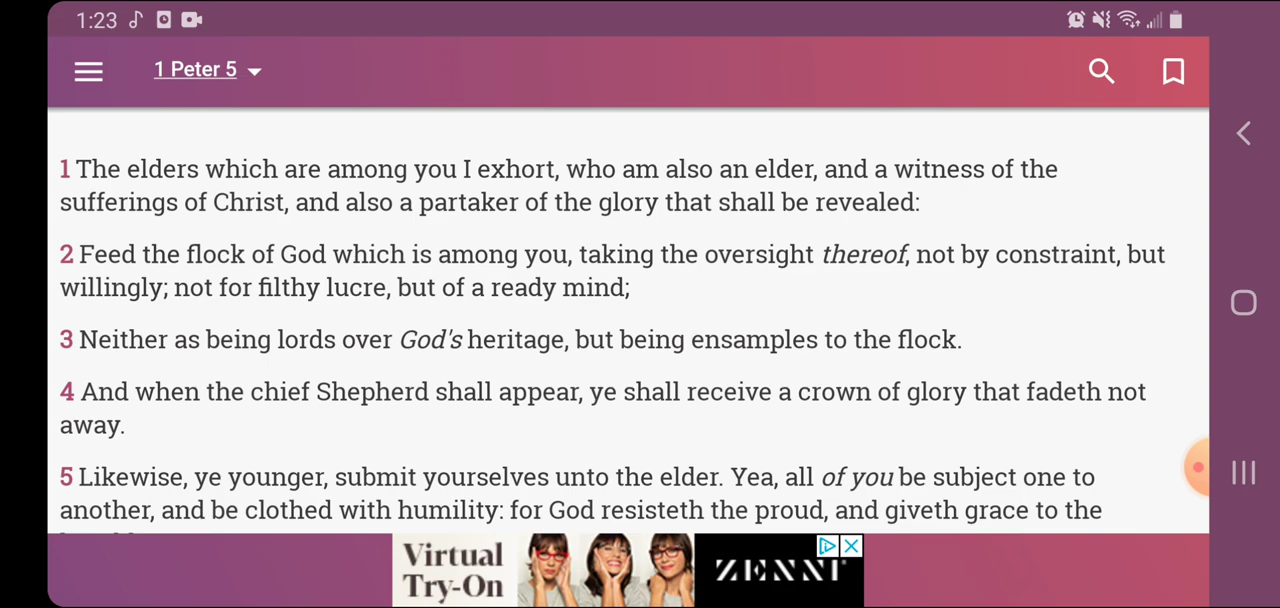 1:23
1 Peter 5
1 The elders which are among you I exhort, who am also an elder, and a witness of the
sufferings of Christ, and also a partaker of the glory that shall be revealed:
2 Feed the flock of God which is among you, taking the oversight thereof, not by constraint, but
willingly; not for filthy lucre, but of a ready mind;
3 Neither as being lords over God's heritage, but being ensamples to the flock.
4 And when the chief Shepherd shall appear, ye shall receive a crown of glory that fadeth not
away.
5 Likewise, ye younger, submit yourselves unto the elder. Yea, all of you be subject one to
another, and be clothed with humility: for God resisteth the proud, and giveth grace to the
Virtual
Try-On
ZENNI